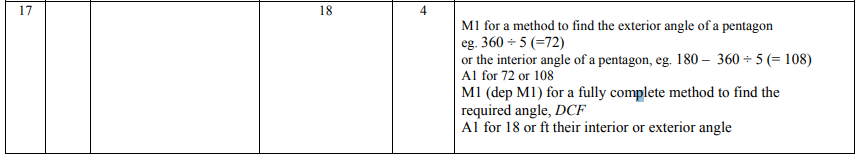 17 18 4
M1 for a method to find the exterior angle of a pentagon
eg. 360 ÷ 5 (=72)
or the interior angle of a pentagon, eg. 180 – 360 ÷ 5 (= 108)
A1 for 72 or 108
M1 (dep M1) for a fully complete method to find the
required angle, DCF
A1 for 18 or ft their interior or exterior angle